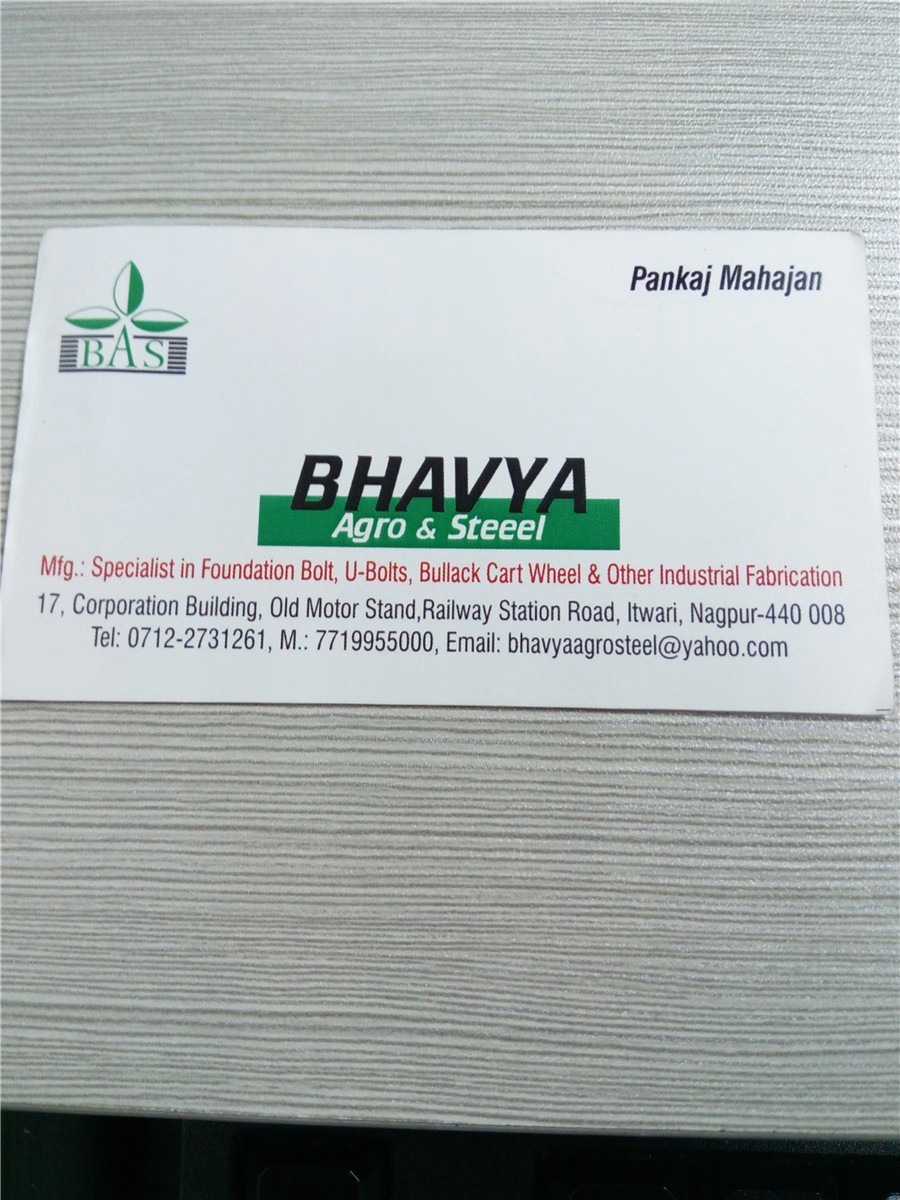 Pankaj Mahajan
BAS
BHAVYA
Agro & Steeel
Mfg.: Specialist in Foundation Bolt, U-Bolts, Bullack Cart Wheel & Other Industrial Fabrication
17, Corporation Building, Old Motor Stand,Railway Station Road, Itwari, Nagpur-440 008
Tel: 0712-2731261, M.: 7719955000, Email: bhavyaagrosteel@yahoo.com